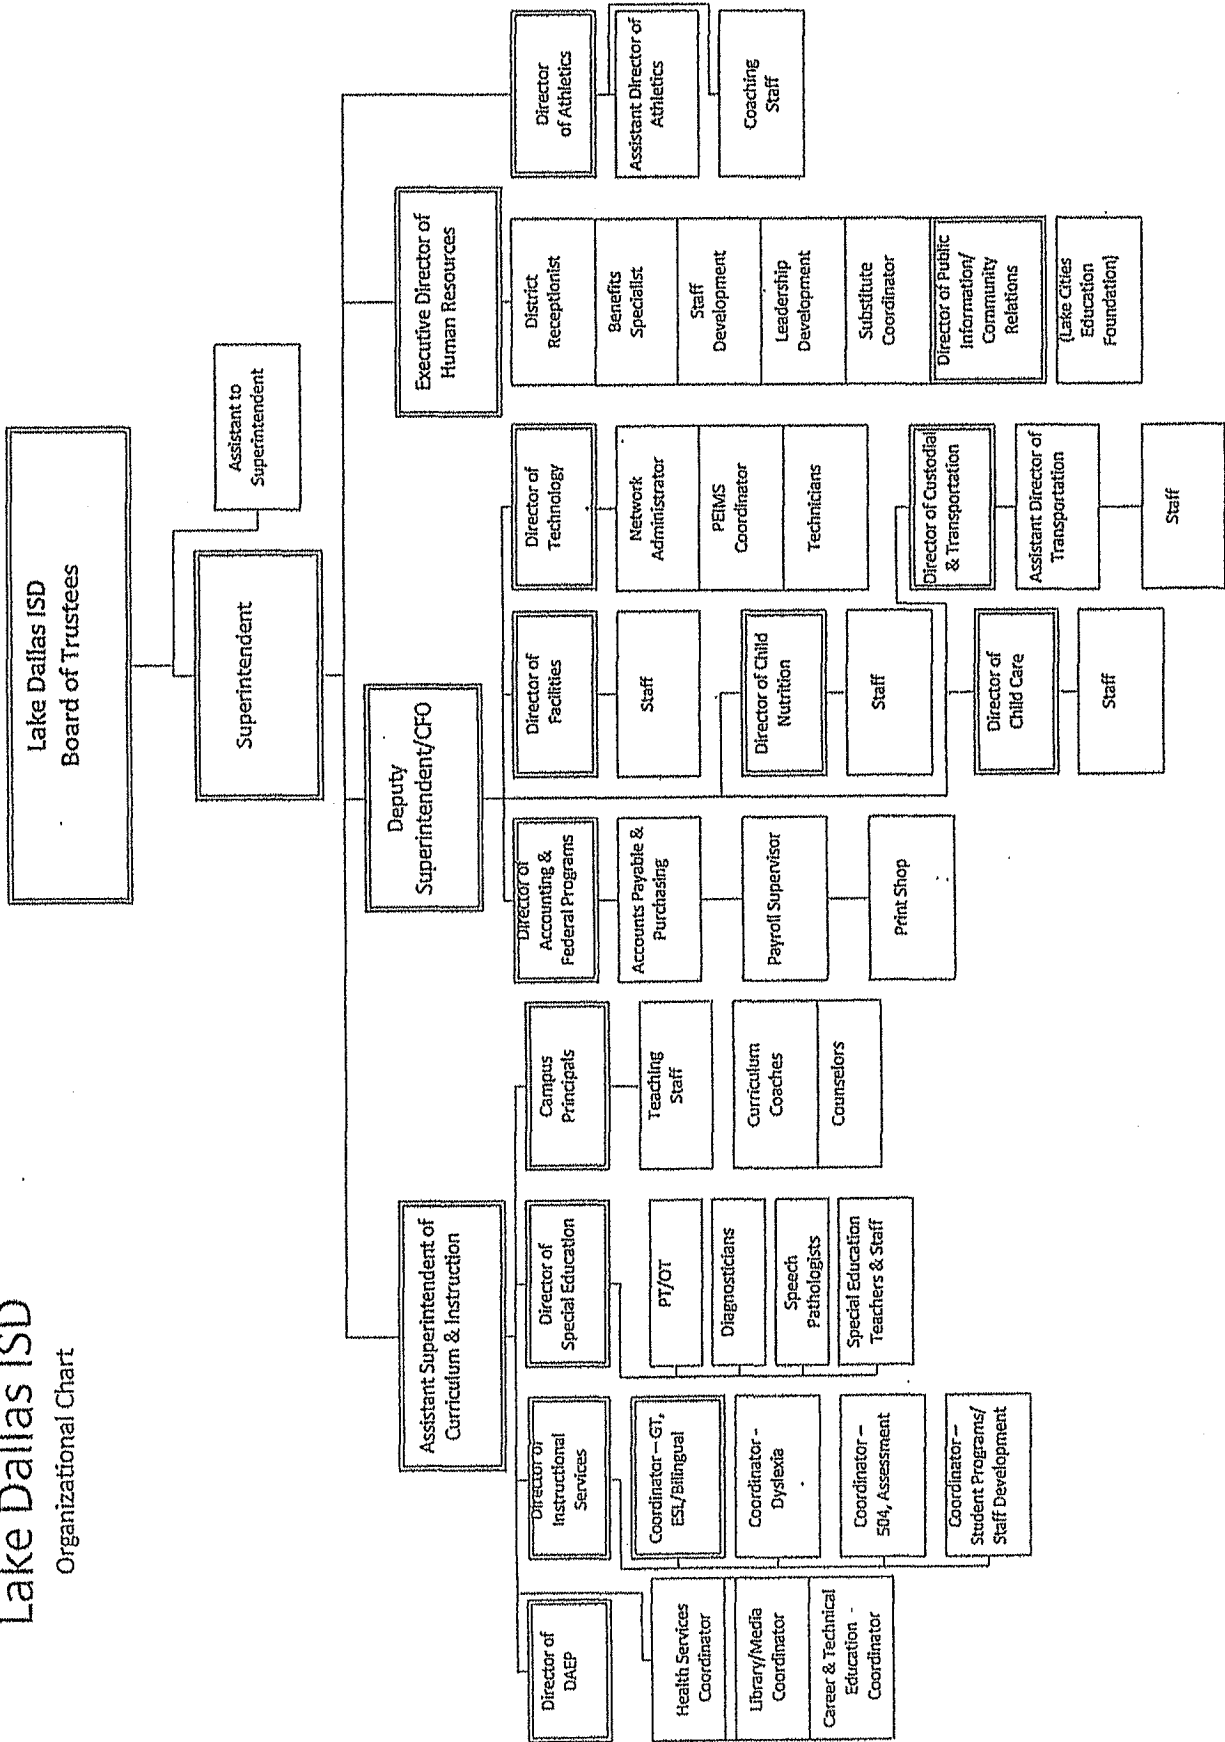 Lake Dallas ISD
Organizational Chart
Lake Dallas ISD
Board of Trustees
Superintendent
Assistant to
Superintendent
Assistant Superintendent of
Curriculum & Instruction
Deputy
Superintendent/CFO
Executive Director of
Human Resources
Director
of Athletics
Assistant Director of
Athletics
Coaching
Staff
Director of
DAEP
Health Services
Coordinator
Library/Media
Coordinator
Career & Technical
Education -
Coordinator
Director of
Instructional
Services
Coordinator – GT,
ESL/Bilingual
Coordinator -
Dyslexia
Coordinator –
504, Assessment
Coordinator –
Student Programs/
Staff Development
Director of
Special Education
PT/OT
Diagnosticians
Speech
Pathologists
Special Education
Teachers & Staff
Campus
Principals
Teaching
Staff
Curriculum
Coaches
Counselors
Director of
Accounting &
Federal Programs
Accounts Payable &
Purchasing
Payroll Supervisor
Print Shop
Director of
Facilities
Staff
Director of Child
Nutrition
Staff
Director of
Child Care
Staff
Director of
Technology
Network
Administrator
PEIMS
Coordinator
Technicians
Director of Custodial
& Transportation
Assistant Director of
Transportation
Staff
District
Receptionist
Benefits
Specialist
Staff
Development
Leadership
Development
Substitute
Coordinator
Director of Public
Information/
Community
Relations
(Lake Cities
Education
Foundation)